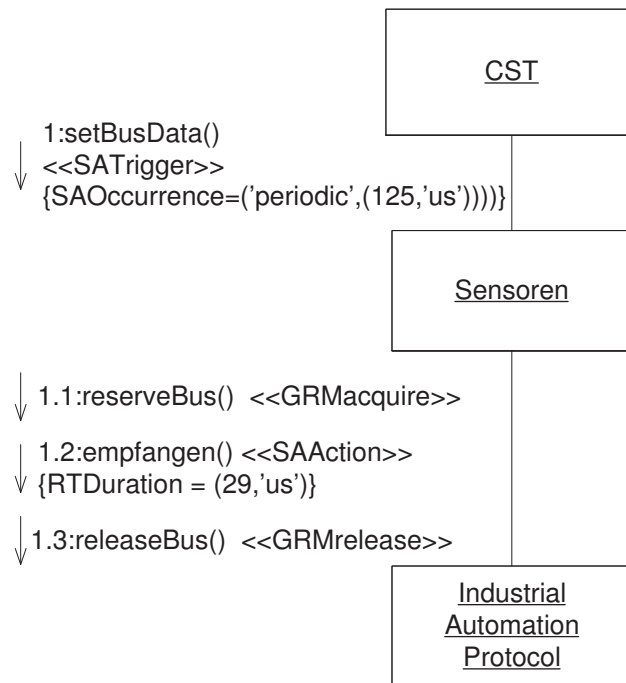 CST
1:setBusData()
<<SATrigger>>
{SAOccurrence=('periodic',(125,'us'))))}
Sensoren
1.1:reserveBus() <<GRMacquire>>
1.2:empfangen() <<SAAction>>
{RTDuration = (29,'us')}
1.3:releaseBus() <<GRMrelease>>
Industrial
Automation
Protocol